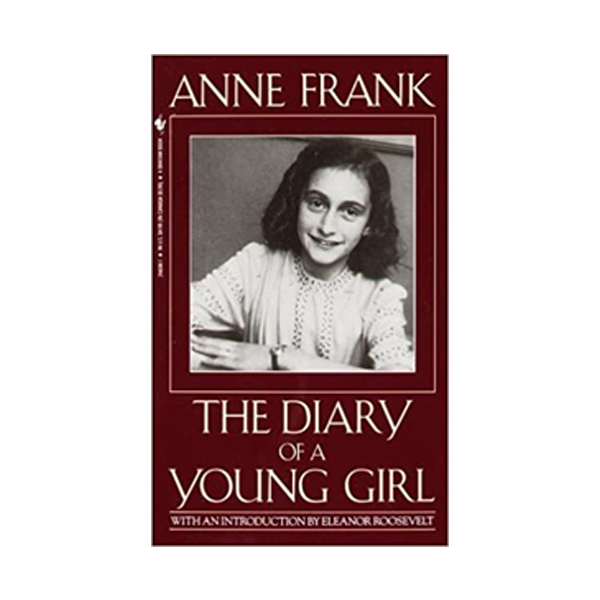 ANNE FRANK
THE DIARY
OF A
YOUNG GIRL
WITH AN INTRODUCTION BY ELEANOR ROOSEVELT